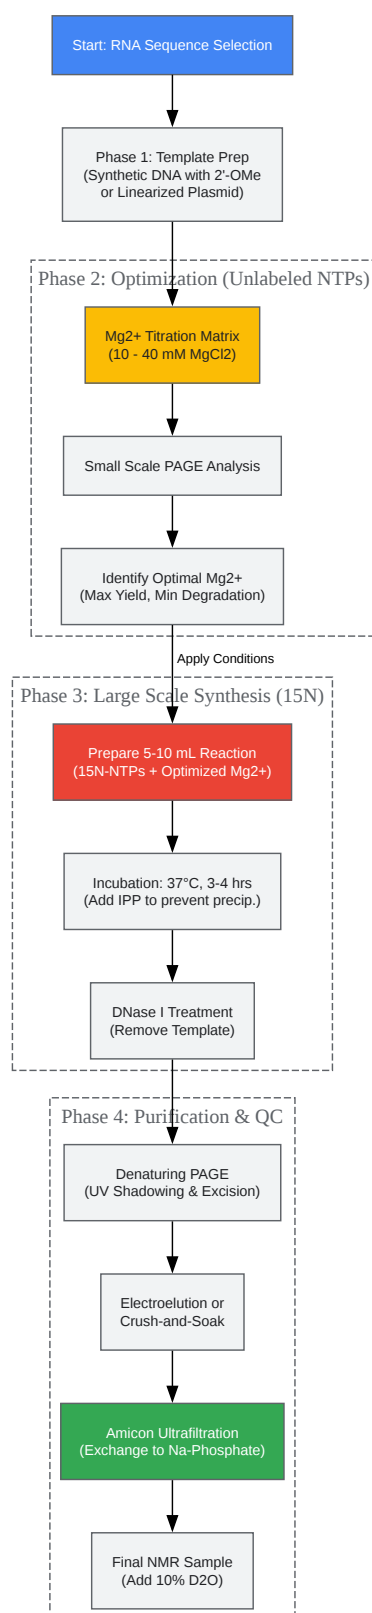 Start: RNA Sequence Selection
Phase 1: Template Prep
(Synthetic DNA with 2'-OMe
or Linearized Plasmid)
Phase 2: Optimization (Unlabeled NTPs)
Mg2+ Titration Matrix
(10 - 40 mM MgCl2)
Small Scale PAGE Analysis
Identify Optimal Mg2+
(Max Yield, Min Degradation)
Apply Conditions
Phase 3: Large Scale Synthesis (15N)
Prepare 5-10 mL Reaction
(15N-NTPs + Optimized Mg2+)
Incubation: 37°C, 3-4 hrs
(Add IPP to prevent precip.)
DNase I Treatment
(Remove Template)
Phase 4: Purification & QC
Denaturing PAGE
(UV Shadowing & Excision)
Electroelution or
Crush-and-Soak
Amicon Ultrafiltration
(Exchange to Na-Phosphate)
Final NMR Sample
(Add 10% D2O)